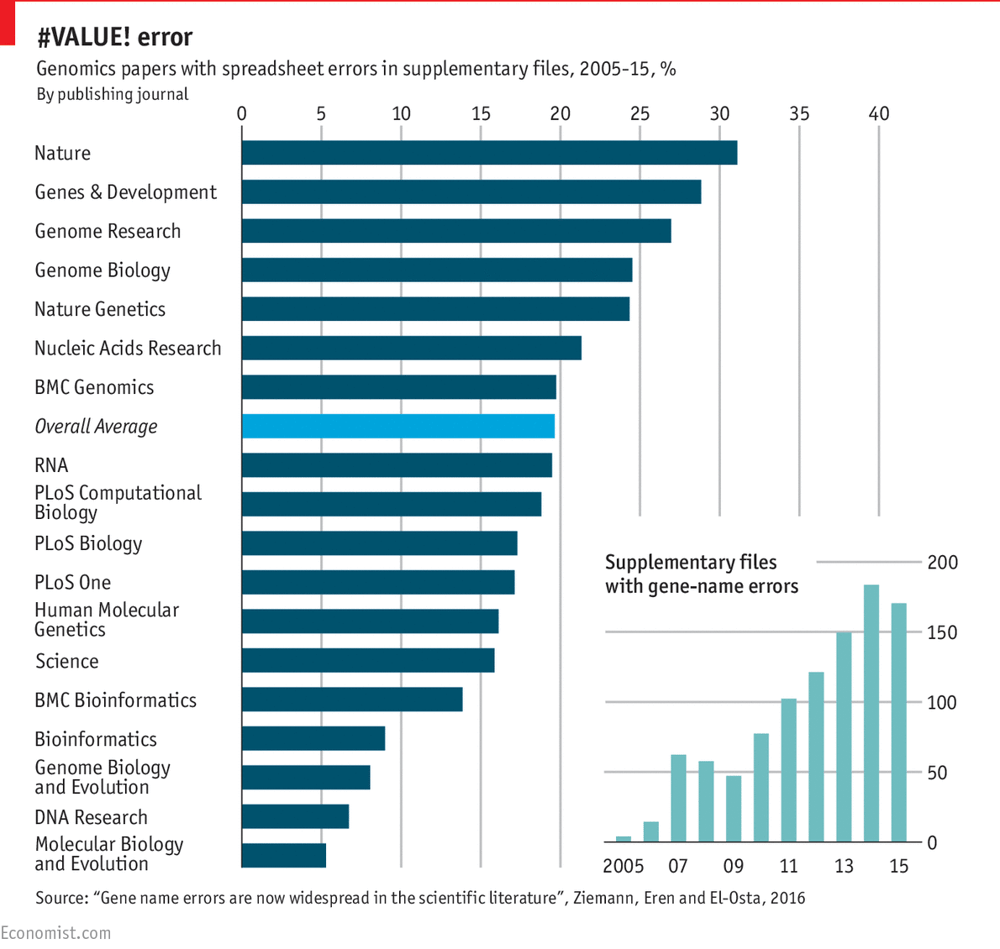 #VALUE! error
Genomics papers with spreadsheet errors in supplementary files, 2005-15, %
By publishing journal
0 5 10 15 20 25 30 35 40
Nature
Genes & Development
Genome Research
Genome Biology
Nature Genetics
Nucleic Acids Research
BMC Genomics
Overall Average
RNA
PLoS Computational
Biology
PLoS Biology
PLoS One
Human Molecular
Genetics
Science
BMC Bioinformatics
Bioinformatics
Genome Biology
and Evolution
DNA Research
Molecular Biology
and Evolution
Supplementary files
with gene-name errors
200
150
100
50
0
2005 07 09 11 13 15
Source: “Gene name errors are now widespread in the scientific literature”, Ziemann, Eren and El-Osta, 2016
Economist.com